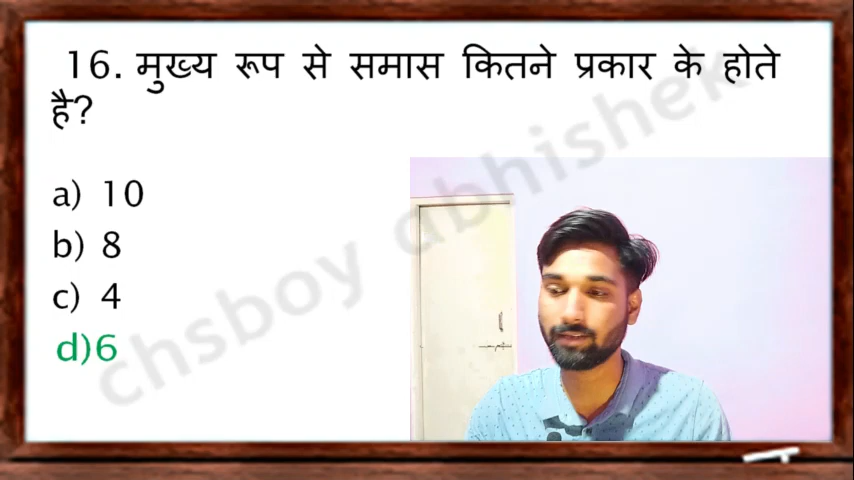 16. मुख्य रूप से समास कितने प्रकार के होते
है?
a) 10
b) 8
c) 4
d)6
chsboy abhishek